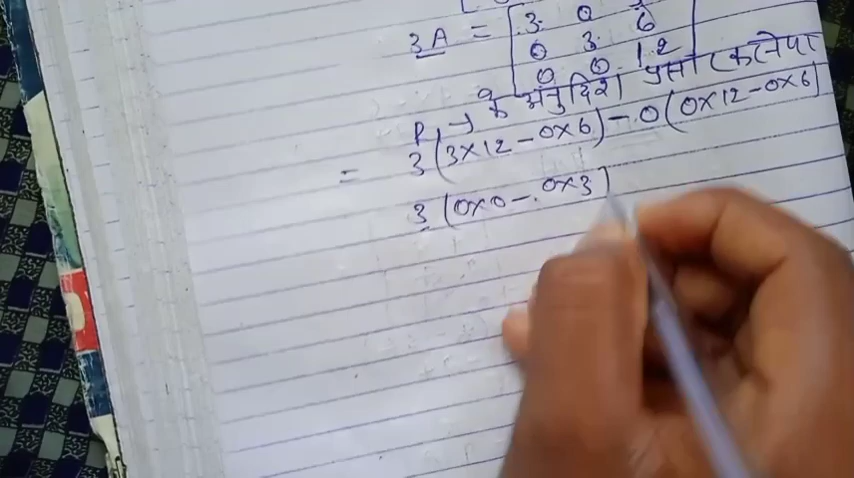 3A = [3 0 3
0 3 6
0 0 12]
R₁ → के अनुदिश प्रसार करने पर
= 3(3×12-0×6)-0(0×12-0×6)
3(0×0-0×3)